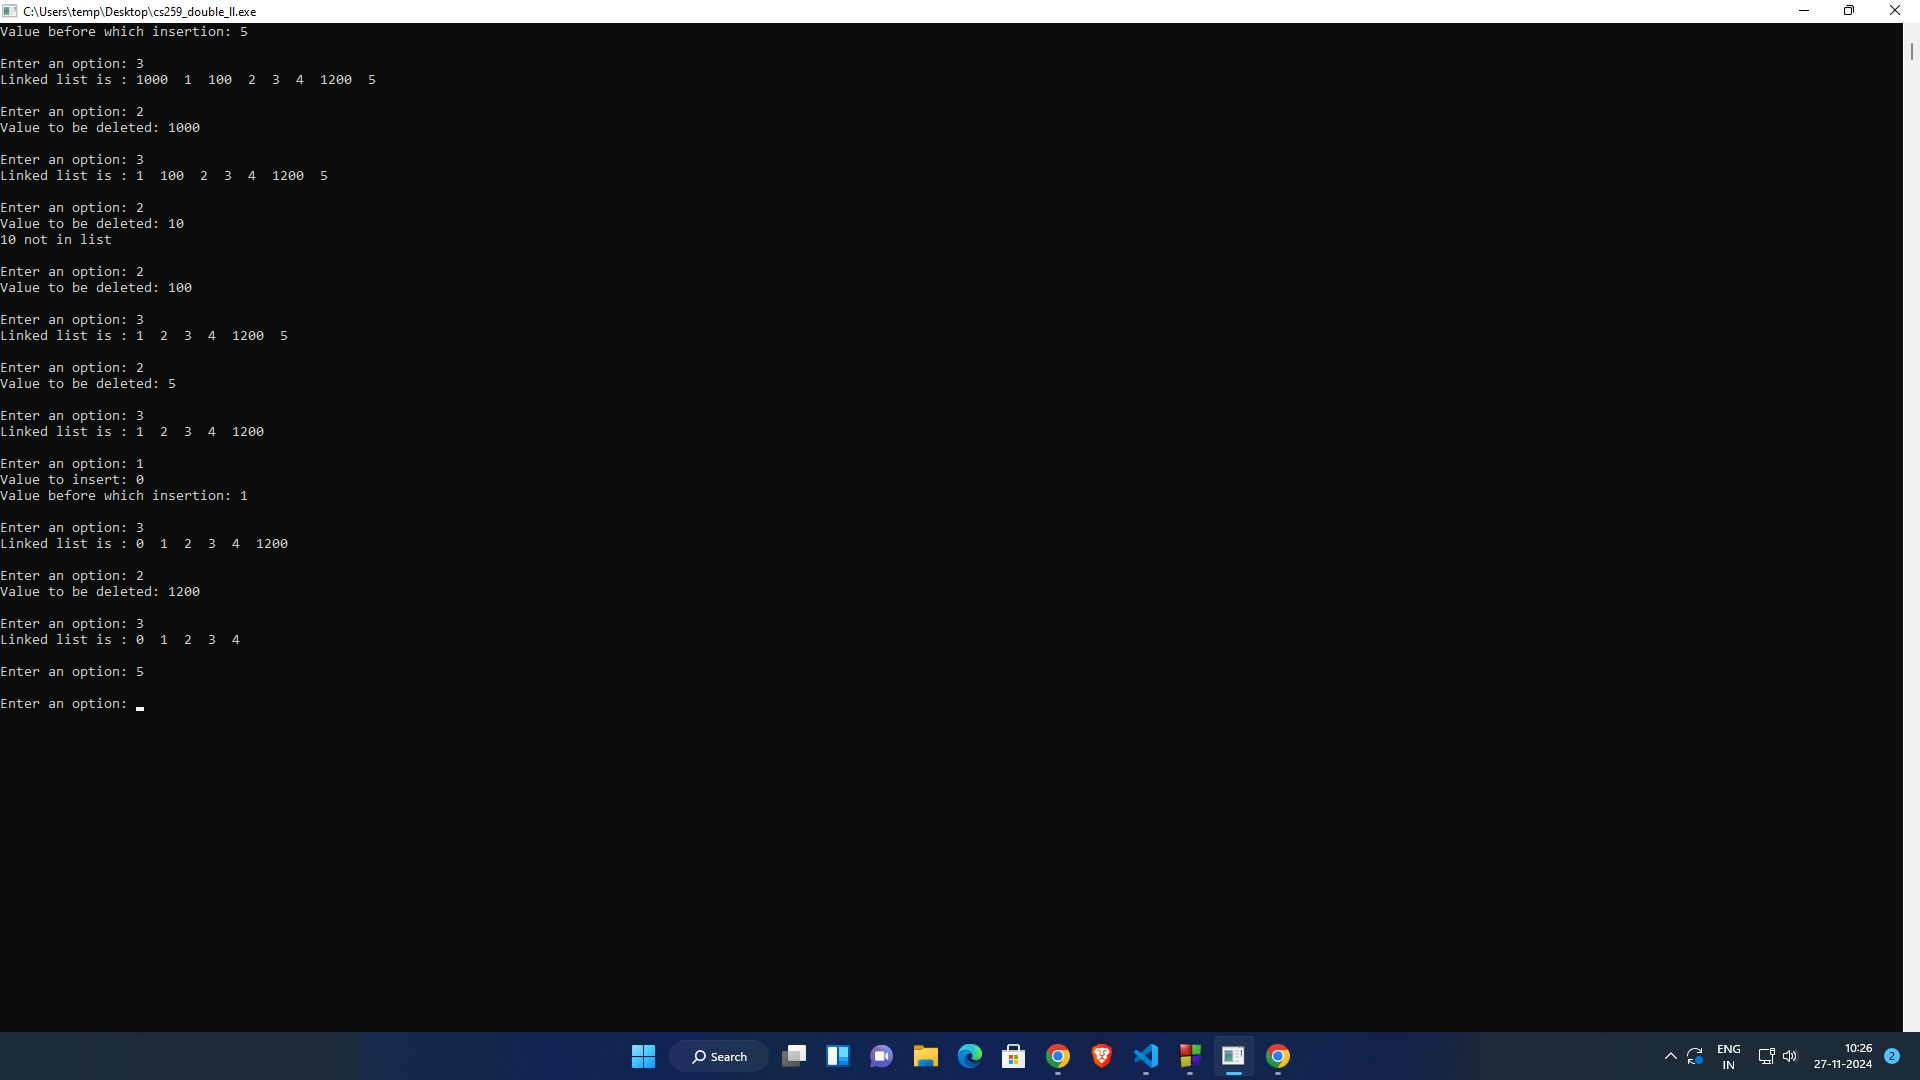 C:\Users\temp\Desktop\cs259_double_ll.exe
Value before which insertion: 5
Enter an option: 3
Linked list is : 1000  1  100  2  3  4  1200  5
Enter an option: 2
Value to be deleted: 1000
Enter an option: 3
Linked list is : 1  100  2  3  4  1200  5
Enter an option: 2
Value to be deleted: 10
10 not in list
Enter an option: 2
Value to be deleted: 100
Enter an option: 3
Linked list is : 1  2  3  4  1200  5
Enter an option: 2
Value to be deleted: 5
Enter an option: 3
Linked list is : 1  2  3  4  1200
Enter an option: 1
Value to insert: 0
Value before which insertion: 1
Enter an option: 3
Linked list is : 0  1  2  3  4  1200
Enter an option: 2
Value to be deleted: 1200
Enter an option: 3
Linked list is : 0  1  2  3  4
Enter an option: 5
Enter an option:
Search
ENG
IN
10:26
27-11-2024
2